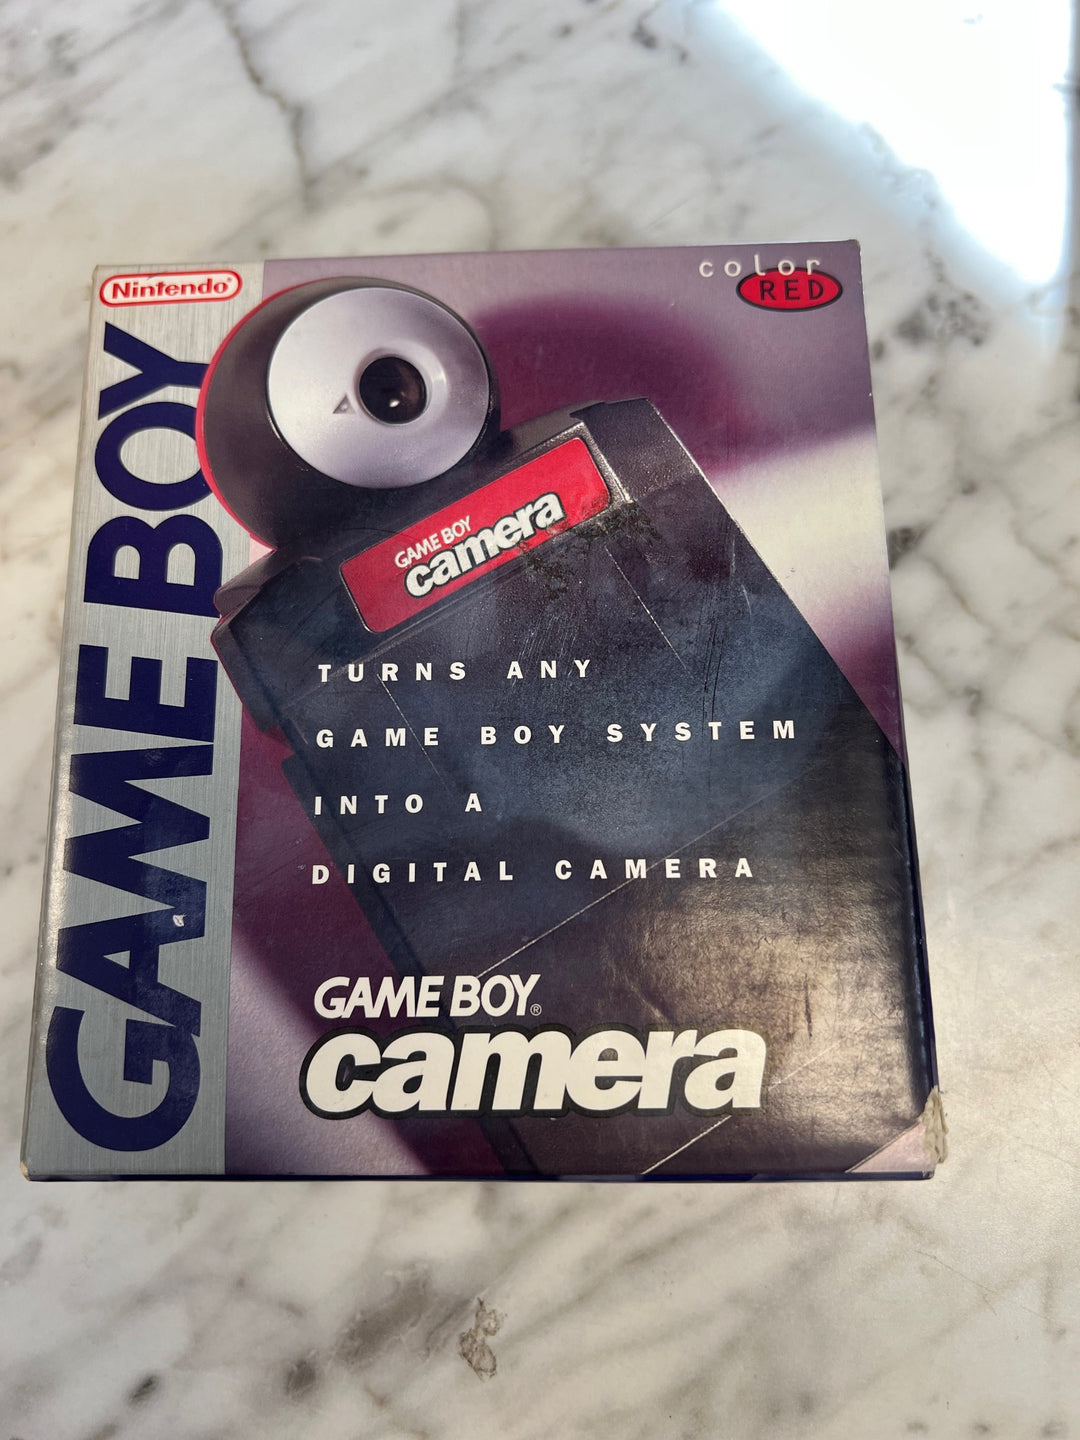 Nintendo®
GAME BOY
color
RED
GAME BOY
camera
TURNS ANY
GAME BOY SYSTEM
INTO A
DIGITAL CAMERA
GAME BOY®
camera